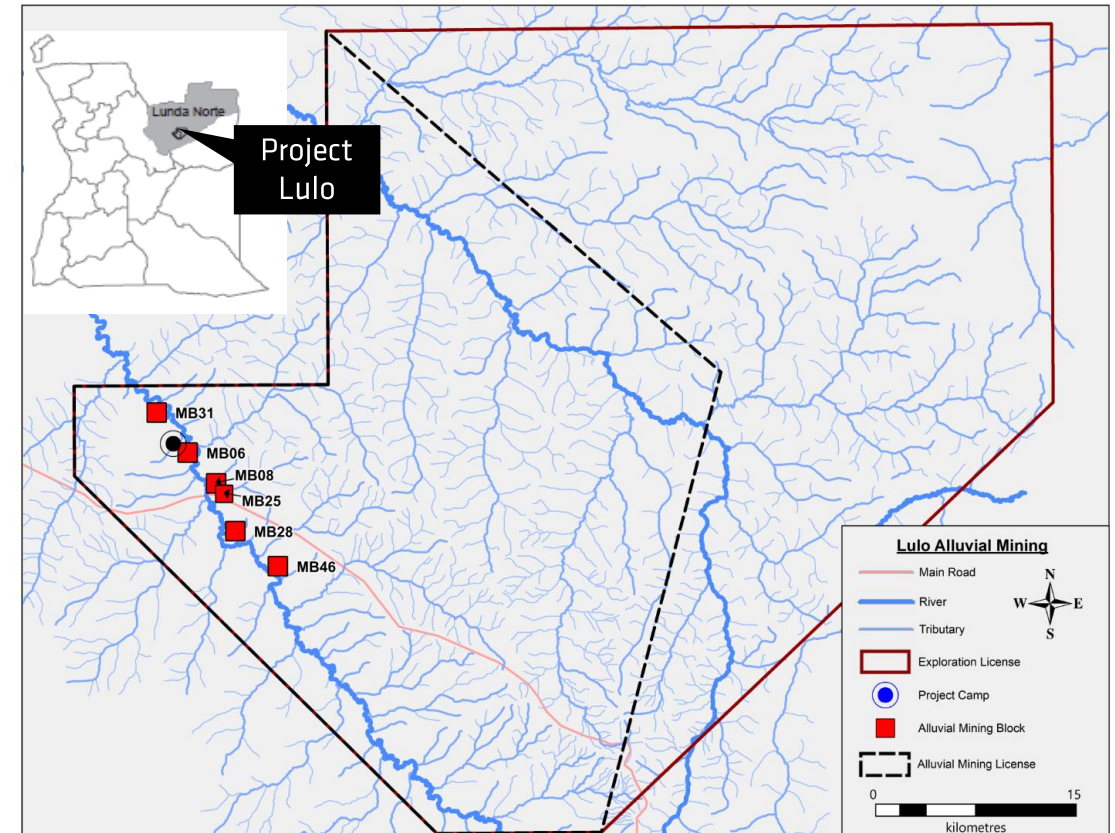 Lunda Norte
Project
Lulo
MB31
MB06
MB08
MB25
MB28
MB46
Lulo Alluvial Mining
Main Road
River
Tributary
Exploration License
Project Camp
Alluvial Mining Block
Alluvial Mining License
N
W E
S
0 15
kilometres